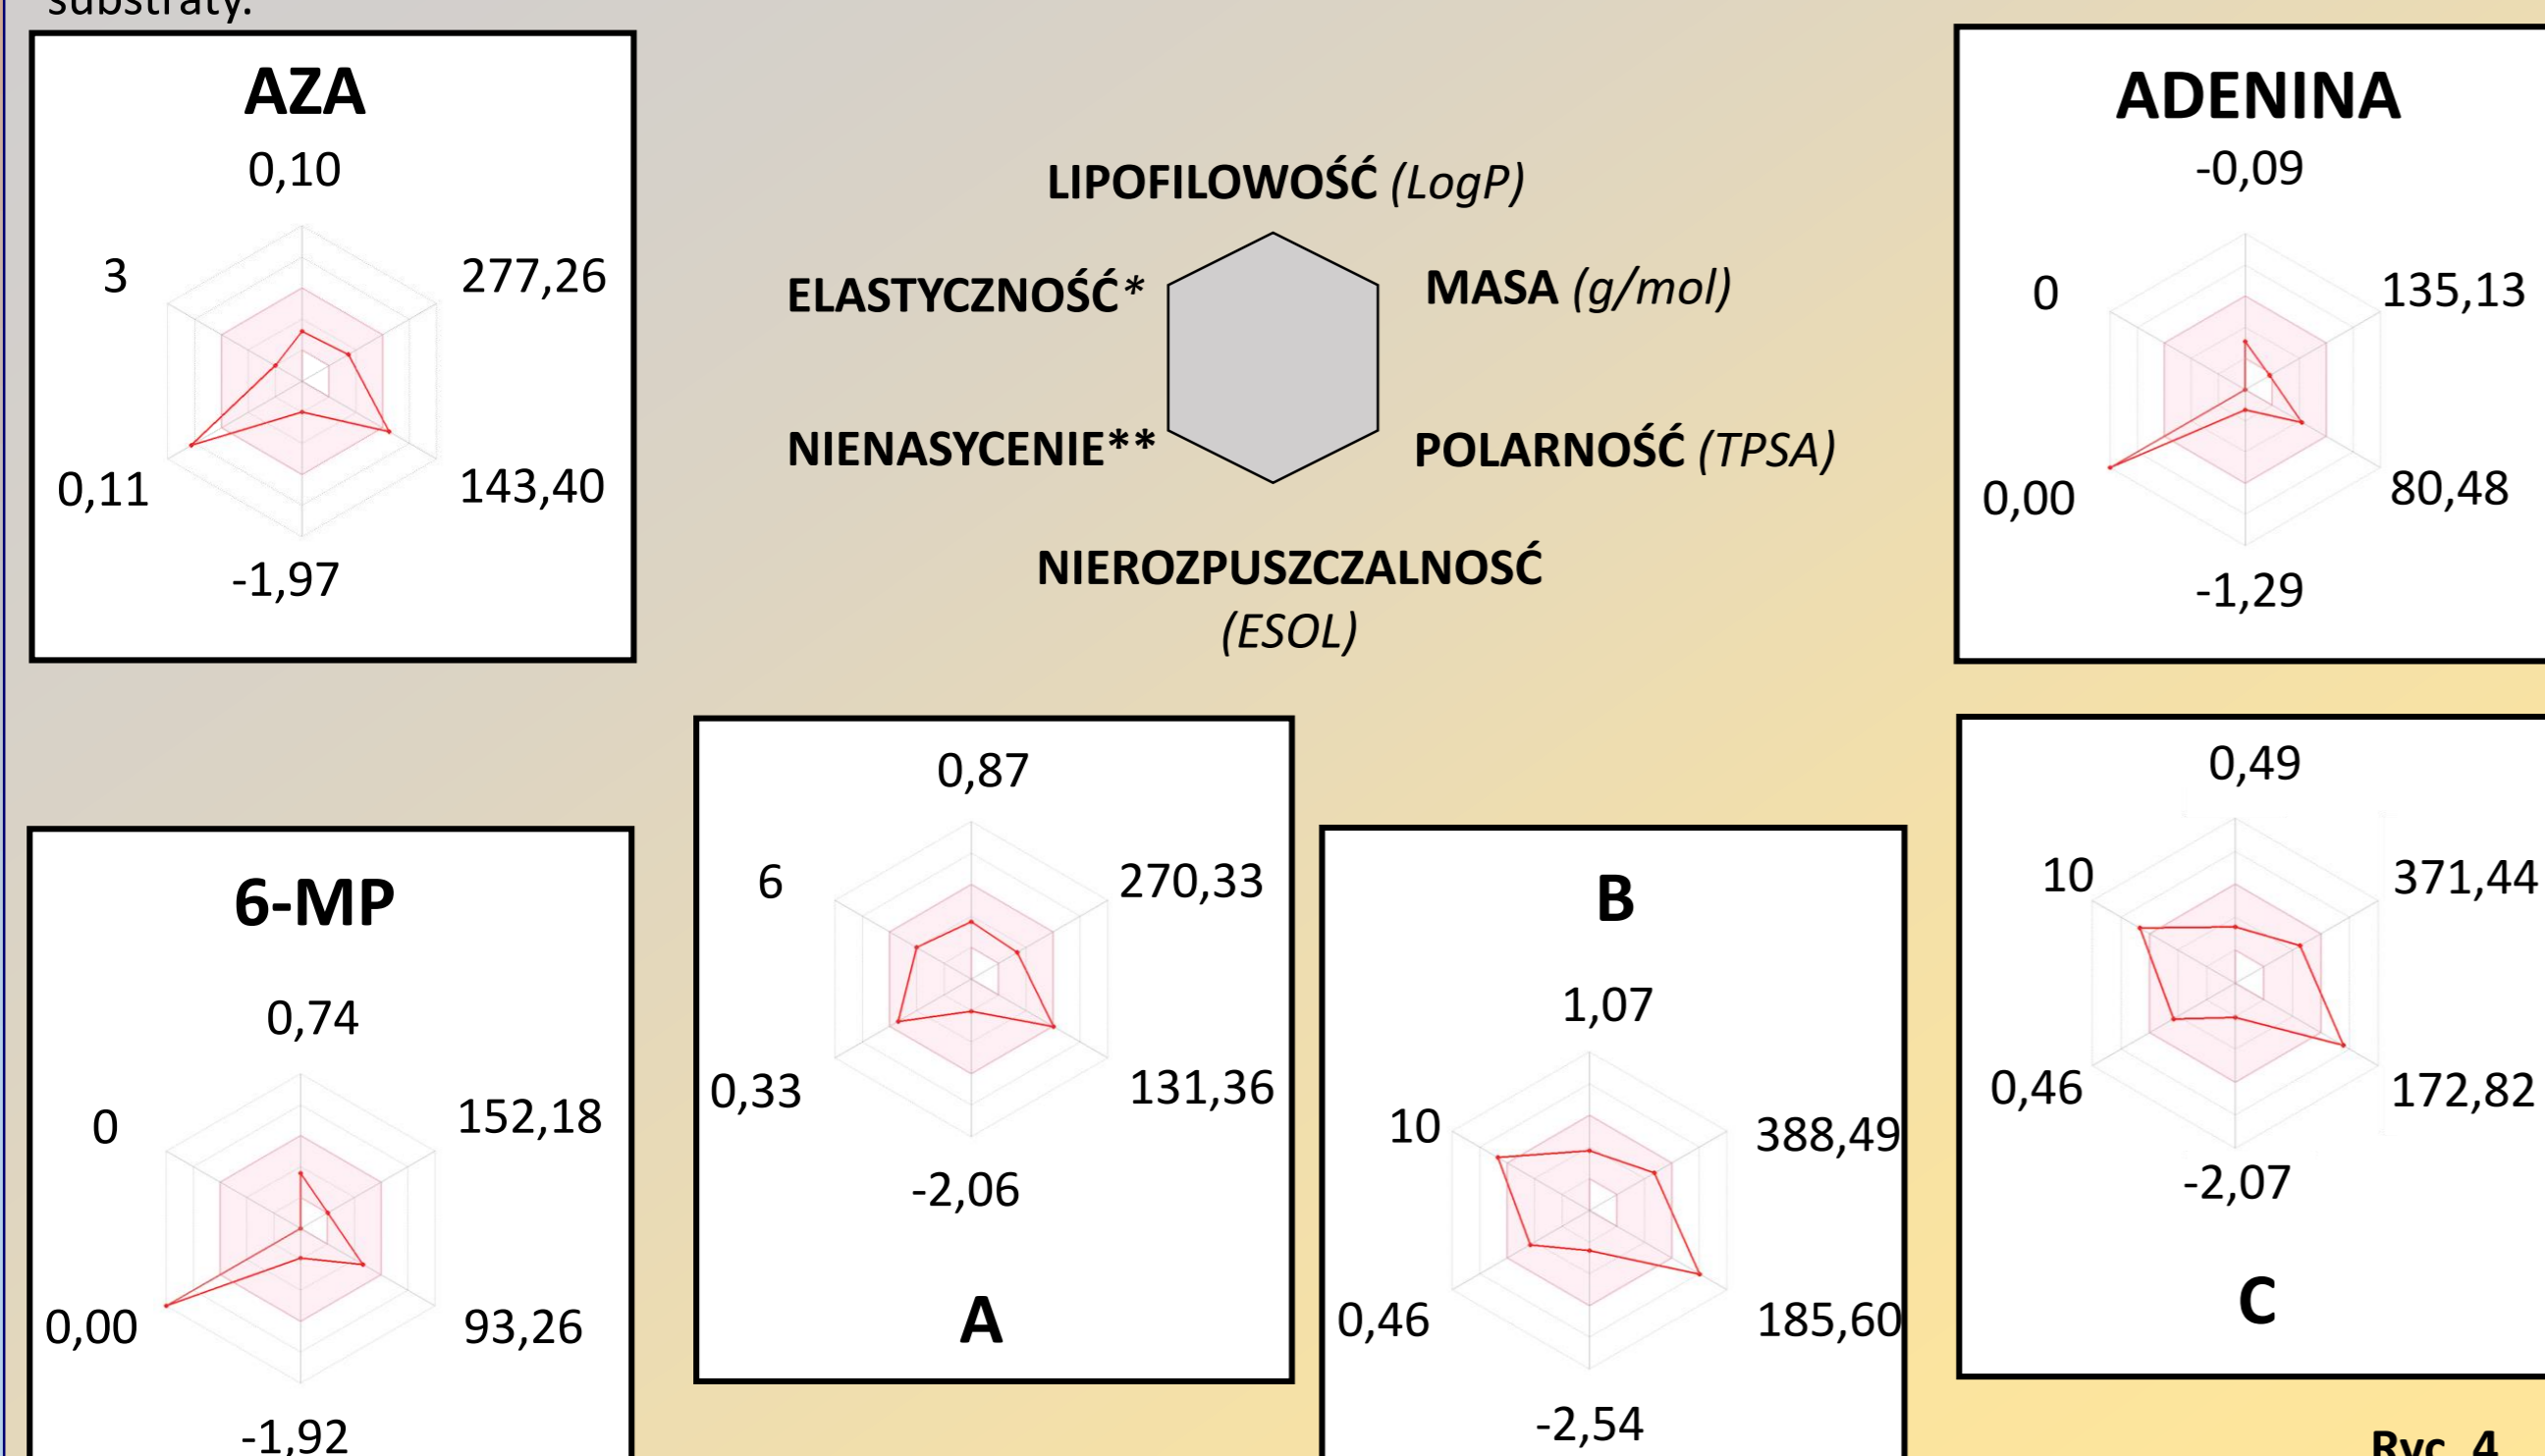 substraty.
AZA
0,10
3
277,26
0,11
143,40
-1,97
LIPOFILOWOŚĆ (LogP)
ELASTYCZNOŚĆ*
MASA (g/mol)
NIENASYCENIE**
POLARNOŚĆ (TPSA)
NIEROZPUSZCZALNOSĆ
(ESOL)
ADENINA
-0,09
0
135,13
0,00
80,48
-1,29
6-MP
0,74
0
152,18
0,00
93,26
-1,92
0,87
6
270,33
0,33
131,36
-2,06
A
B
1,07
10
388,49
0,46
185,60
-2,54
0,49
10
371,44
0,46
172,82
-2,07
C
Ryc. 4